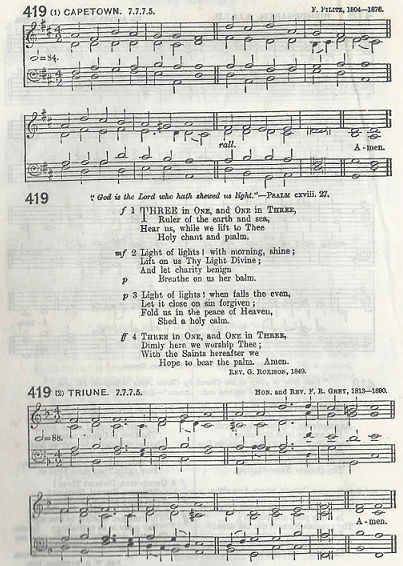 419 (1) CAPETOWN. 7.7.7.5. F. FILITZ, 1804—1876.
𝅗𝅥=84.
rall.
A - men.
419 "God is the Lord who hath shewed us light."—PSALM cxviii. 27.
f 1 THREE in ONE, and ONE in THREE,
Ruler of the earth and sea,
Hear us, while we lift to Thee
Holy chant and psalm.
mf 2 Light of lights! with morning, shine;
Lift on us Thy Light Divine;
And let charity benign
p Breathe on us her balm.
p 3 Light of lights! when falls the even,
Let it close on sin forgiven;
Fold us in the peace of Heaven,
Shed a holy calm.
ff 4 THREE in ONE, and ONE in THREE,
Dimly here we worship Thee;
With the Saints hereafter we
Hope to bear the palm. Amen.
REV. G. RORISON, 1849.
419 (2) TRIUNE. 7.7.7.5. HON. and REV. F. R. GREY, 1813—1890.
𝅗𝅥=88.
A - men.